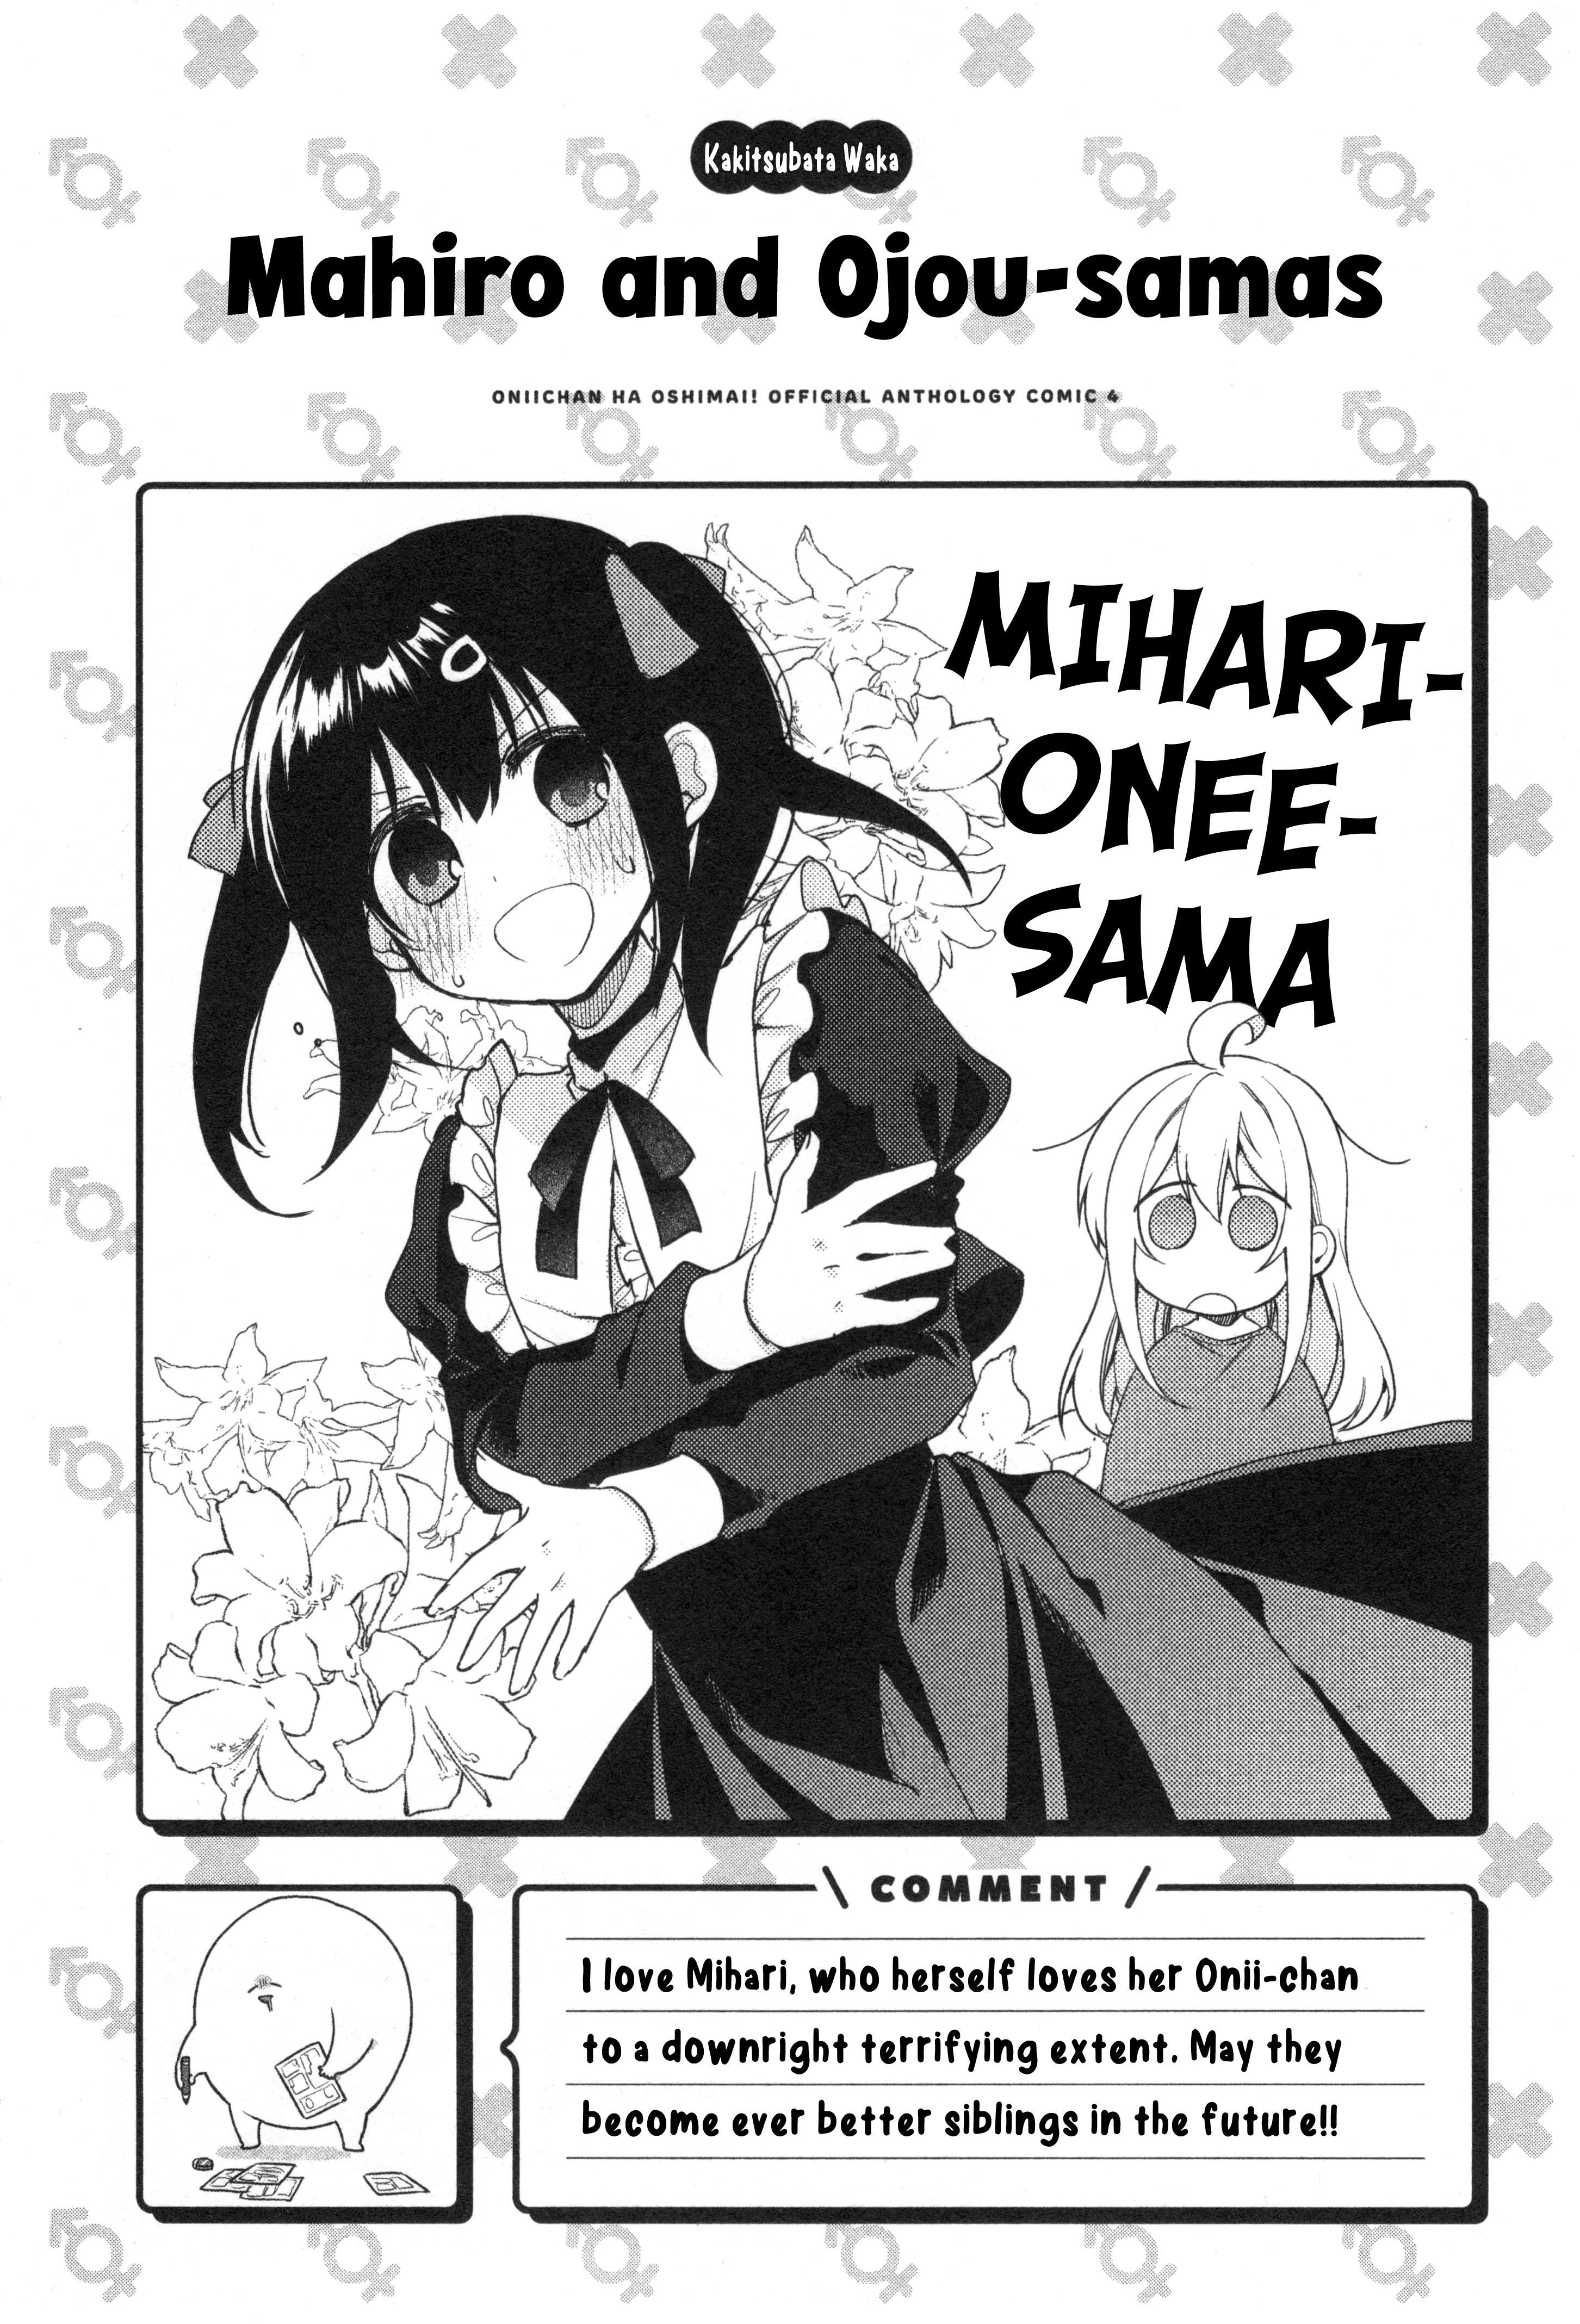 Kakitsubata Waka
Mahiro and Ojou-samas
ONIICHAN HA OSHIMAI! OFFICIAL ANTHOLOGY COMIC 4
MIHARI-
ONEE-
SAMA
COMMENT
I love Mihari, who herself loves her Onii-chan
to a downright terrifying extent. May they
become ever better siblings in the future!!